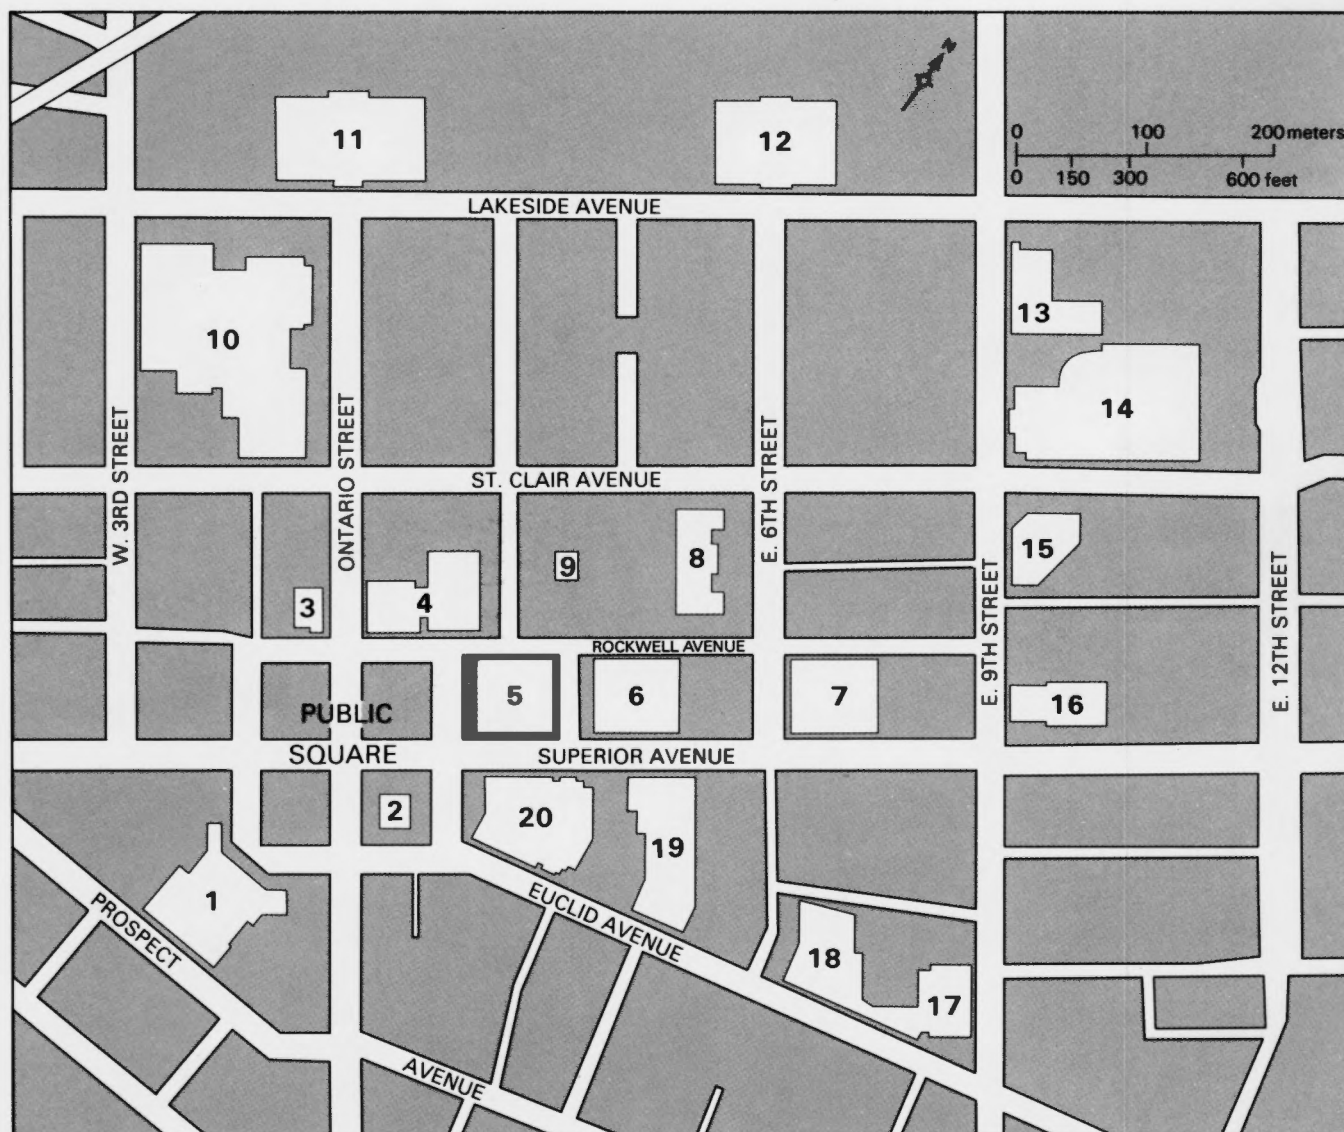 N
11
12
0 100 200 meters
0 150 300 600 feet
LAKESIDE AVENUE
10
13
14
W. 3RD STREET
ONTARIO STREET
E. 6TH STREET
ST. CLAIR AVENUE
3
4
9
8
15
E. 9TH STREET
E. 12TH STREET
ROCKWELL AVENUE
5
6
7
16
PUBLIC
SQUARE
SUPERIOR AVENUE
2
20
19
1
PROSPECT
EUCLID AVENUE
18
17
AVENUE